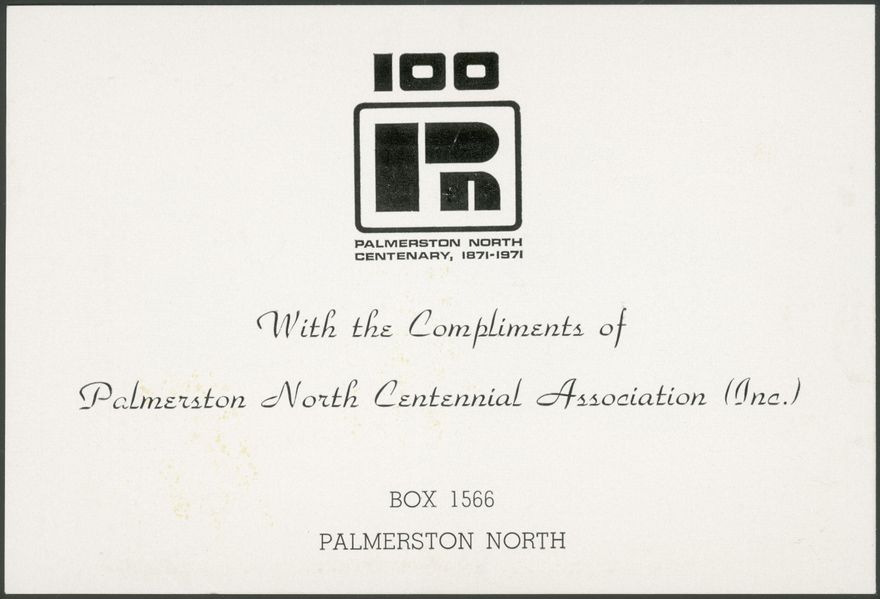 100
Pn
PALMERSTON NORTH
CENTENARY, 1871-1971
With the Compliments of
Palmerston North Centennial Association (Inc.)
BOX 1566
PALMERSTON NORTH